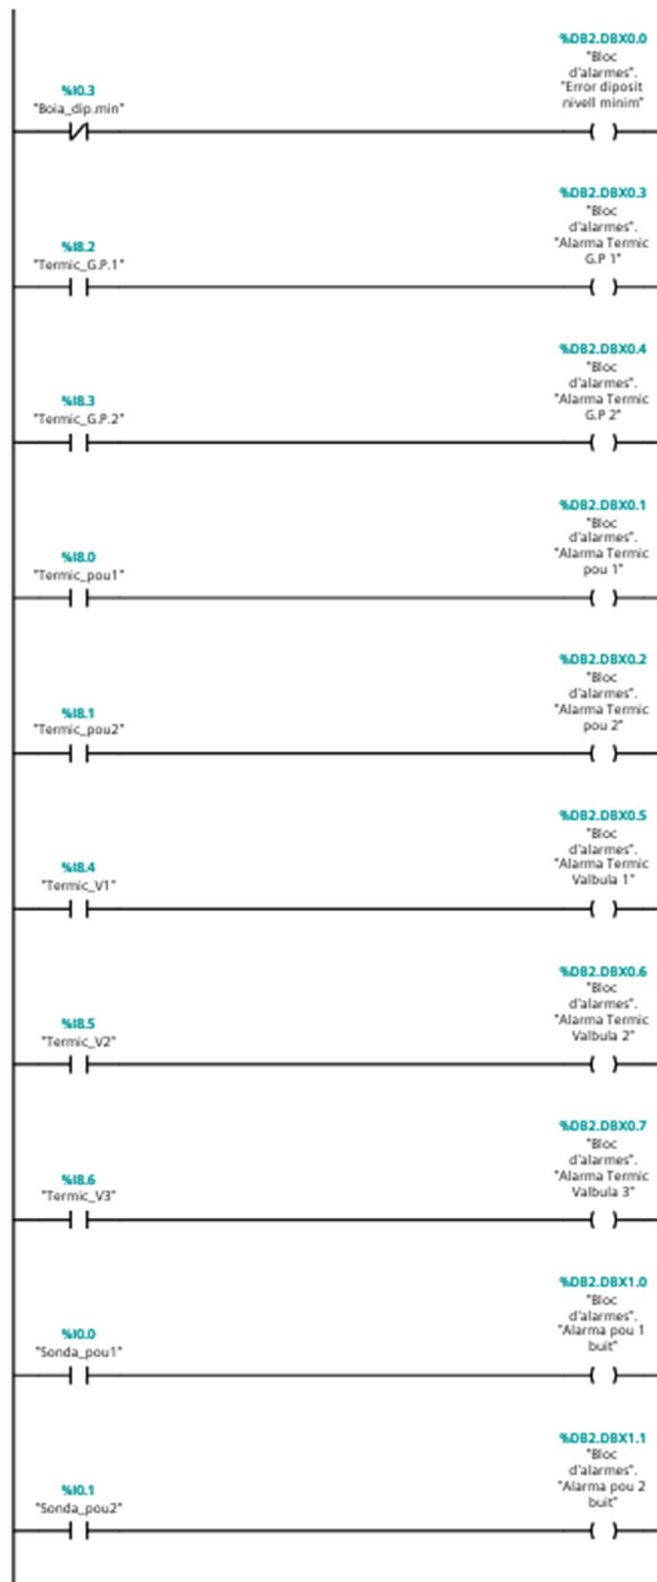 %DB2.DBX0.0
"Bloc
d'alarmes".
"Error diposit
nivell minim"
%I0.3
"Boia_dip.min"
%DB2.DBX0.3
"Bloc
d'alarmes".
"Alarma Termic
G.P 1"
%I8.2
"Termic_G.P.1"
%DB2.DBX0.4
"Bloc
d'alarmes".
"Alarma Termic
G.P 2"
%I8.3
"Termic_G.P.2"
%DB2.DBX0.1
"Bloc
d'alarmes".
"Alarma Termic
pou 1"
%I8.0
"Termic_pou1"
%DB2.DBX0.2
"Bloc
d'alarmes".
"Alarma Termic
pou 2"
%I8.1
"Termic_pou2"
%DB2.DBX0.5
"Bloc
d'alarmes".
"Alarma Termic
Valbula 1"
%I8.4
"Termic_V1"
%DB2.DBX0.6
"Bloc
d'alarmes".
"Alarma Termic
Valbula 2"
%I8.5
"Termic_V2"
%DB2.DBX0.7
"Bloc
d'alarmes".
"Alarma Termic
Valbula 3"
%I8.6
"Termic_V3"
%DB2.DBX1.0
"Bloc
d'alarmes".
"Alarma pou 1
buit"
%I0.0
"Sonda_pou1"
%DB2.DBX1.1
"Bloc
d'alarmes".
"Alarma pou 2
buit"
%I0.1
"Sonda_pou2"